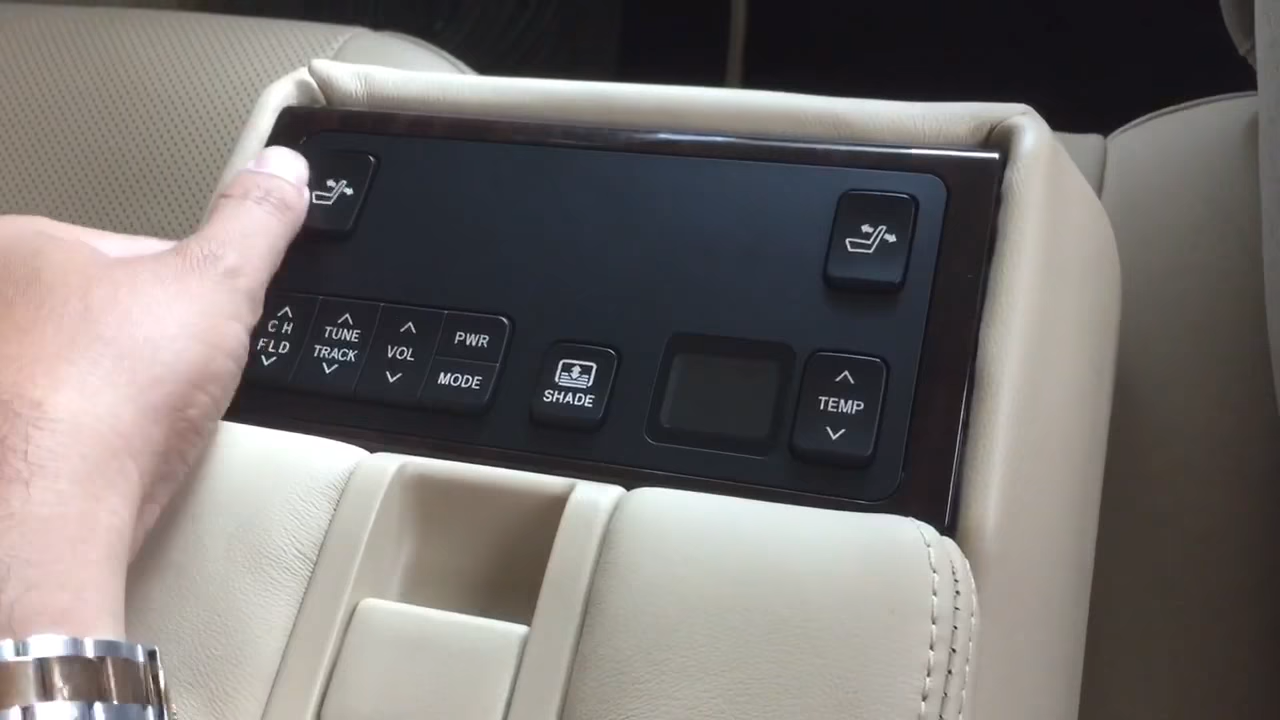 CH
FLD
TUNE
TRACK
VOL
PWR
MODE
SHADE
TEMP